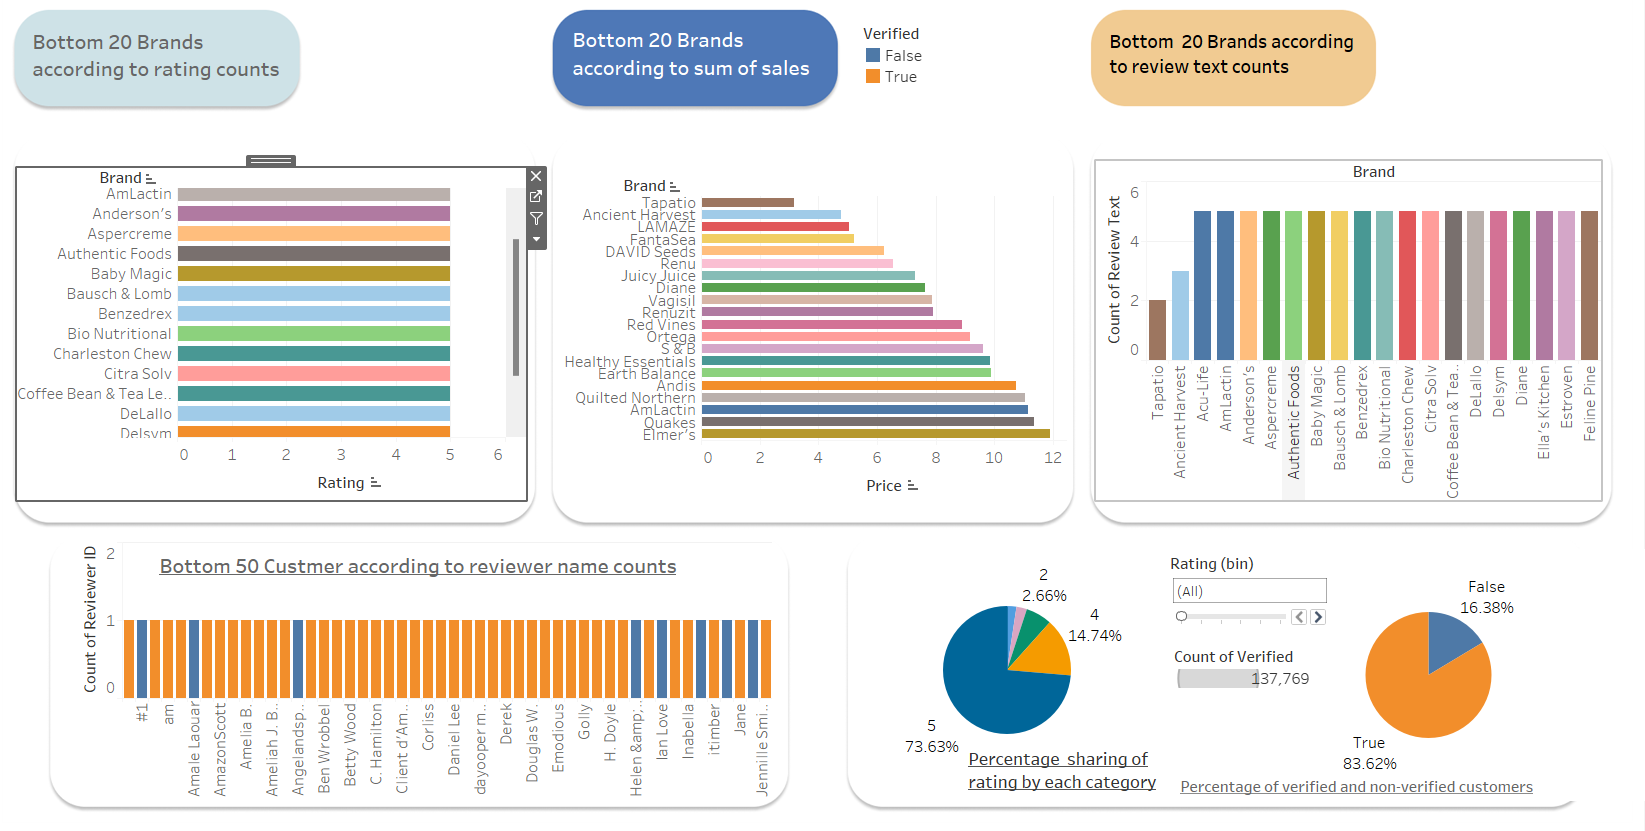 Bottom 20 Brands
according to rating counts
Bottom 20 Brands
according to sum of sales
Verified
False
True
Bottom  20 Brands according
to review text counts
Brand
AmLactin
Anderson's
Aspercreme
Authentic Foods
Baby Magic
Bausch & Lomb
Benzedrex
Bio Nutritional
Charleston Chew
Citra Solv
Coffee Bean & Tea Le..
DeLallo
Delsym
0 1 2 3 4 5 6
Rating
Brand
Tapatio
Ancient Harvest
LAMAZE
FantaSea
DAVID Seeds
Renu
Juicy Juice
Diane
Vagisil
Renuzit
Red Vines
Ortega
S & B
Healthy Essentials
Earth Balance
Andis
Quilted Northern
AmLactin
Quakes
Elmer's
0 2 4 6 8 10 12
Price
Brand
Count of Review Text
6
4
2
0
Tapatio
Ancient Harvest
Acu-Life
AmLactin
Anderson's
Aspercreme
Authentic Foods
Baby Magic
Bausch & Lomb
Benzedrex
Bio Nutritional
Charleston Chew
Citra Solv
Coffee Bean & Tea..
DeLallo
Delsym
Diane
Ella's Kitchen
Estroven
Feline Pine
Bottom 50 Custmer according to reviewer name counts
Count of Reviewer ID
2
1
0
#1
am
Amale Laouar
AmazonScott
Amelia B.
Ameliah J. B..
Angelandsp..
Ben Wrobbel
Betty Wood
C. Hamilton
Client d'Am..
Corliss
Daniel Lee
dayooper m..
Derek
Douglas W.
Emodious
Golly
H. Doyle
Helen &amp;..
Ian Love
Inabella
itimber
Jane
Jennille Smi..
2
2.66%
4
14.74%
5
73.63%
Percentage  sharing of
rating by each category
Rating (bin)
(All)
Count of Verified
137,769
False
16.38%
True
83.62%
Percentage of verified and non-verified customers